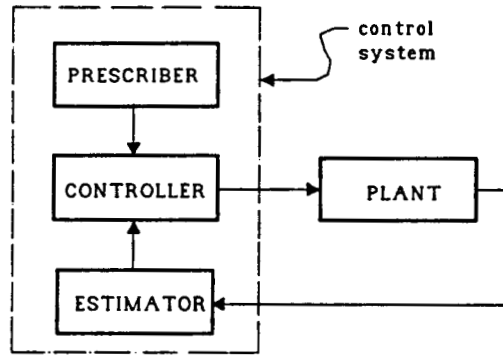 control
system
PRESCRIBER
CONTROLLER
PLANT
ESTIMATOR